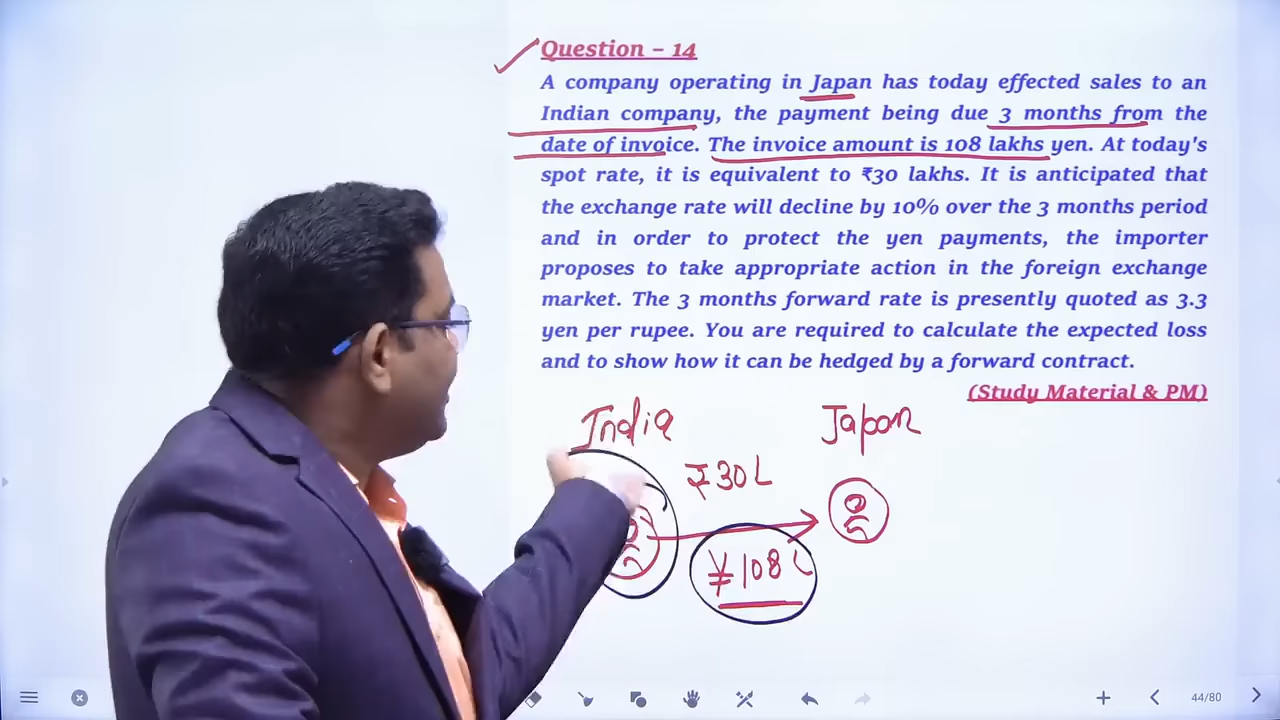 Question – 14
A company operating in Japan has today effected sales to an
Indian company, the payment being due 3 months from the
date of invoice. The invoice amount is 108 lakhs yen. At today's
spot rate, it is equivalent to ₹30 lakhs. It is anticipated that
the exchange rate will decline by 10% over the 3 months period
and in order to protect the yen payments, the importer
proposes to take appropriate action in the foreign exchange
market. The 3 months forward rate is presently quoted as 3.3
yen per rupee. You are required to calculate the expected loss
and to show how it can be hedged by a forward contract.
(Study Material & PM)
India
Japan
₹30L
¥108L
44/80